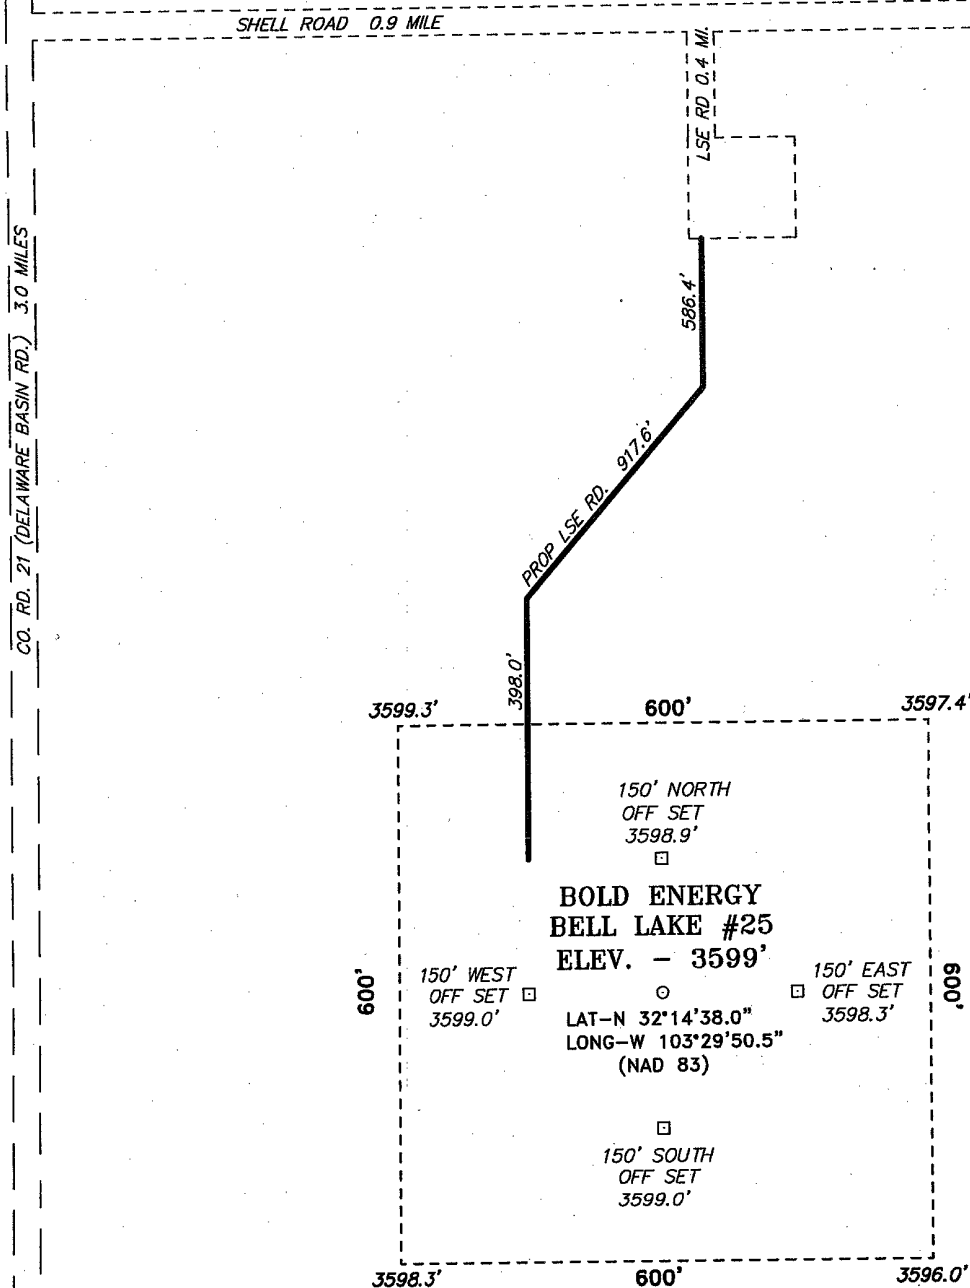 SHELL ROAD 0.9 MILE
LSE RD 0.4 MI.
CO. RD. 21 (DELAWARE BASIN RD.) 3.0 MILES
586.4'
PROP LSE RD. 917.6'
398.0'
3599.3'
600'
3597.4'
150' NORTH
OFF SET
3598.9'
BOLD ENERGY
BELL LAKE #25
ELEV. - 3599'
600'
150' WEST
OFF SET
3599.0'
150' EAST
OFF SET
3598.3'
600'
LAT-N 32°14'38.0"
LONG-W 103°29'50.5"
(NAD 83)
150' SOUTH
OFF SET
3599.0'
3598.3'
600'
3596.0'